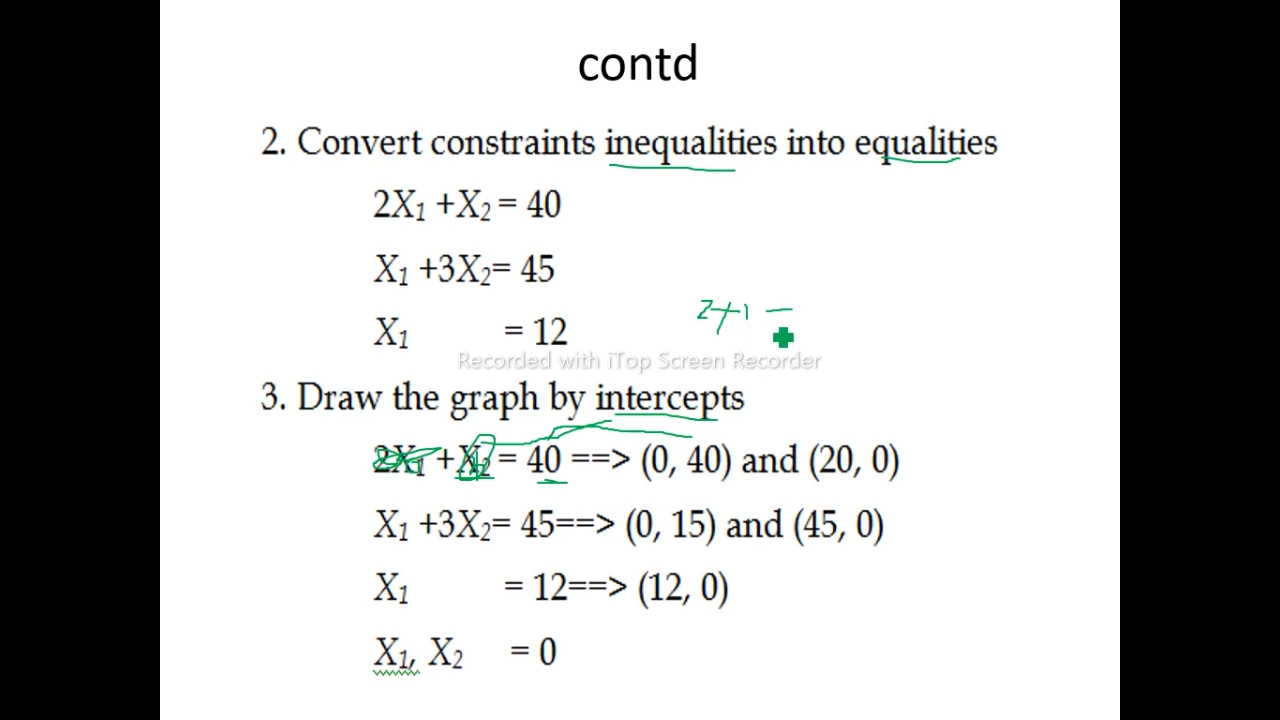 contd
2. Convert constraints inequalities into equalities
2X1 +X2 = 40
X1 +3X2= 45
X1 = 12
2x1 =
Recorded with iTop Screen Recorder
3. Draw the graph by intercepts
2X1 +X2 = 40 ==> (0, 40) and (20, 0)
X1 +3X2= 45==> (0, 15) and (45, 0)
X1 = 12==> (12, 0)
X1, X2 = 0